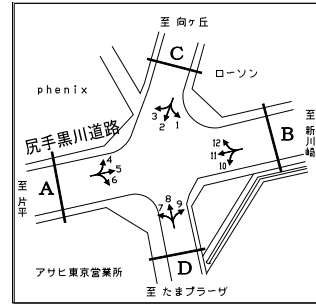 至 向ヶ丘
C
ローソン
phenix
尻手黒川道路
3
2
1
4
5
6
12
11
10
B
至 新川崎
A
至 片平
7
8
9
アサヒ東京営業所
D
至 たまプラーザ